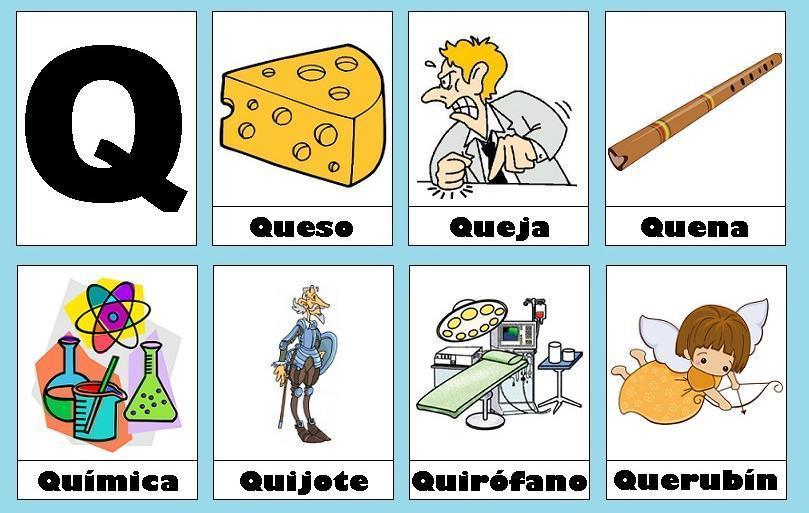 Q
Queso
Queja
Quena
Química
Quijote
Quirófano
Querubín